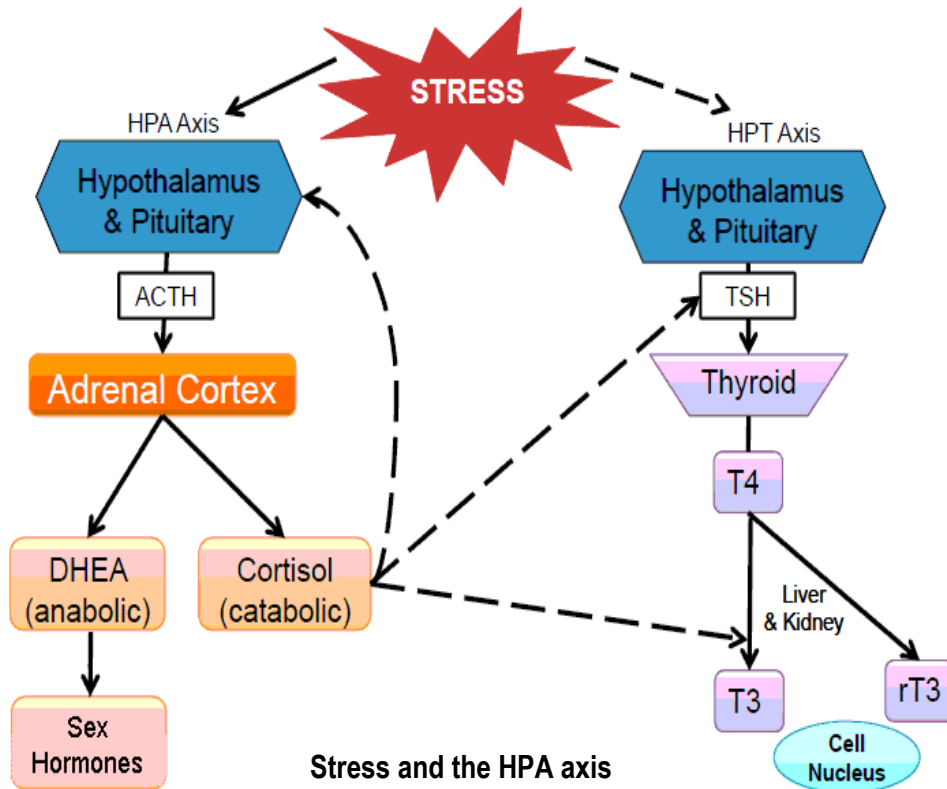 STRESS
HPA Axis
HPT Axis
Hypothalamus
& Pituitary
Hypothalamus
& Pituitary
ACTH
TSH
Adrenal Cortex
Thyroid
T4
DHEA
(anabolic)
Cortisol
(catabolic)
Liver
& Kidney
T3
rT3
Sex
Hormones
Cell
Nucleus
Stress and the HPA axis